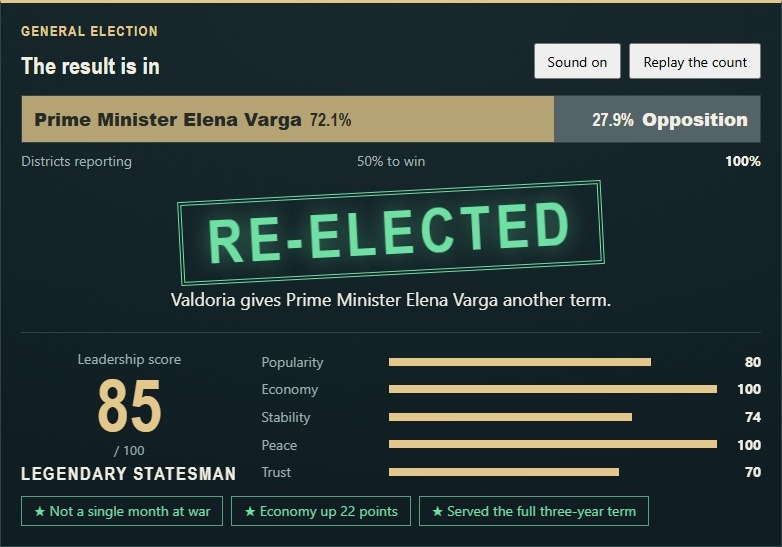 GENERAL ELECTION
The result is in
Sound on
Replay the count
Prime Minister Elena Varga 72.1%
27.9% Opposition
Districts reporting
50% to win
100%
RE-ELECTED
Valdoria gives Prime Minister Elena Varga another term.
Leadership score
85
/ 100
LEGENDARY STATESMAN
Popularity 80
Economy 100
Stability 74
Peace 100
Trust 70
★ Not a single month at war
★ Economy up 22 points
★ Served the full three-year term